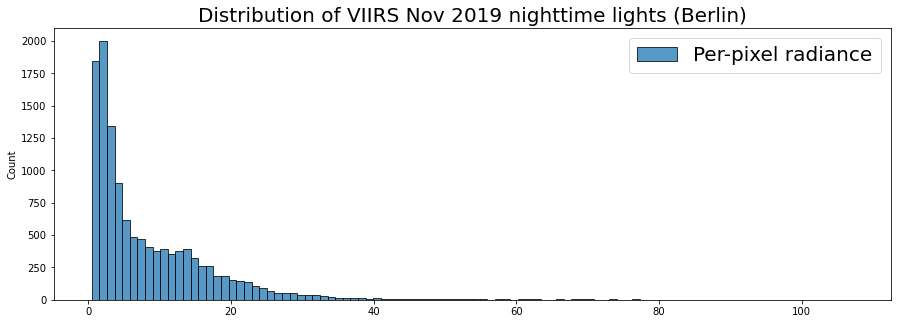 Distribution of VIIRS Nov 2019 nighttime lights (Berlin)
Per-pixel radiance
Count
2000
1750
1500
1250
1000
750
500
250
0
0 20 40 60 80 100